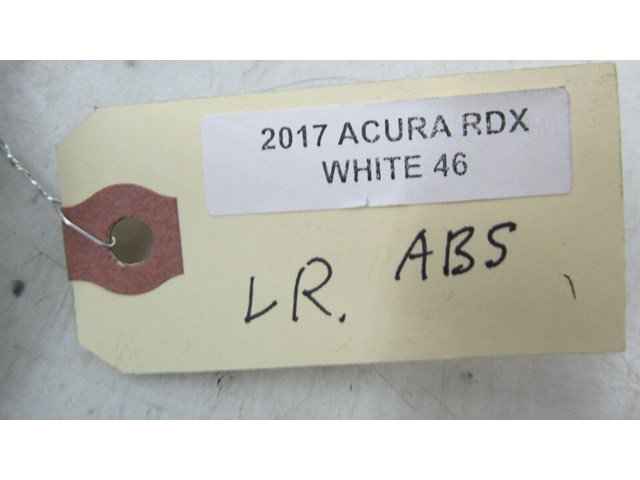 2017 ACURA RDX
WHITE 46
LR. ABS